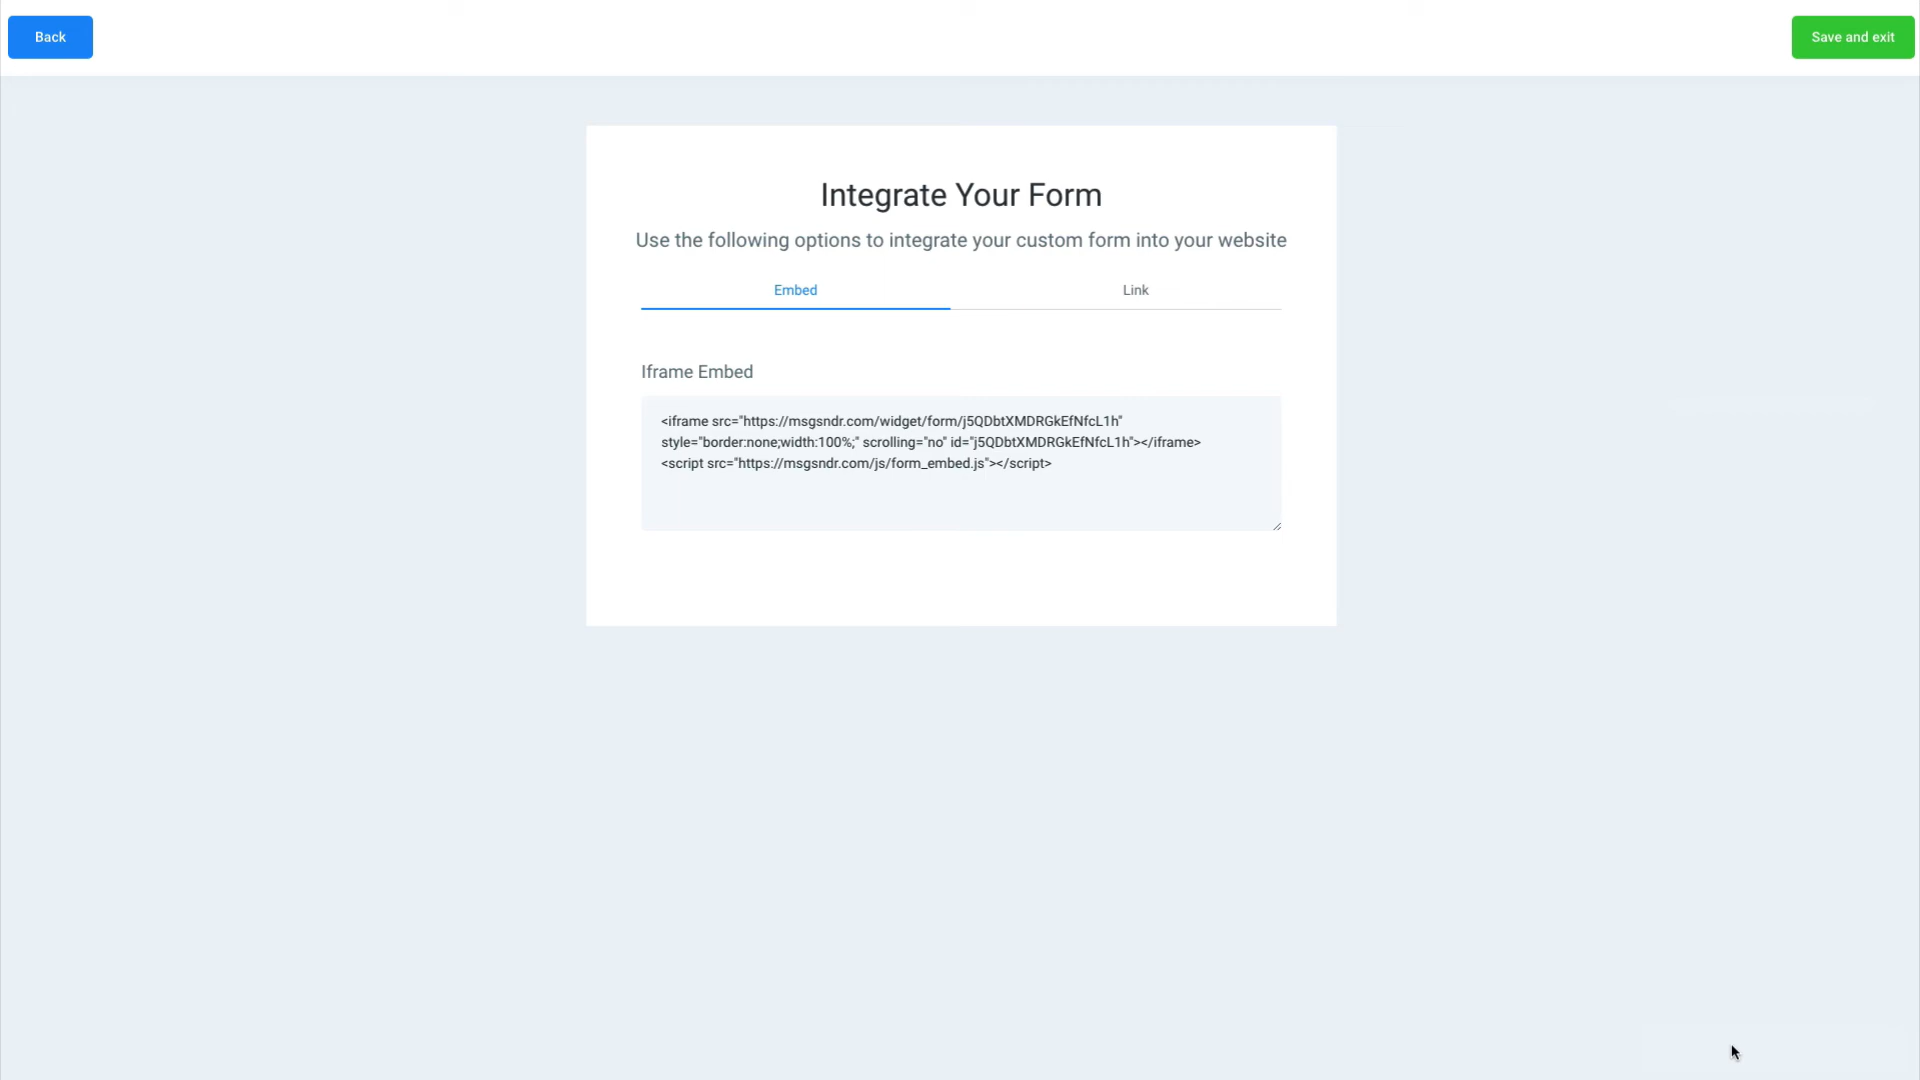 Back
Save and exit
Integrate Your Form
Use the following options to integrate your custom form into your website
Embed
Link
Iframe Embed
<iframe src="https://msgsndr.com/widget/form/j5QDbtXMDRGkEfNfcL1h"
style="border:none;width:100%;" scrolling="no" id="j5QDbtXMDRGkEfNfcL1h"></iframe>
<script src="https://msgsndr.com/js/form_embed.js"></script>